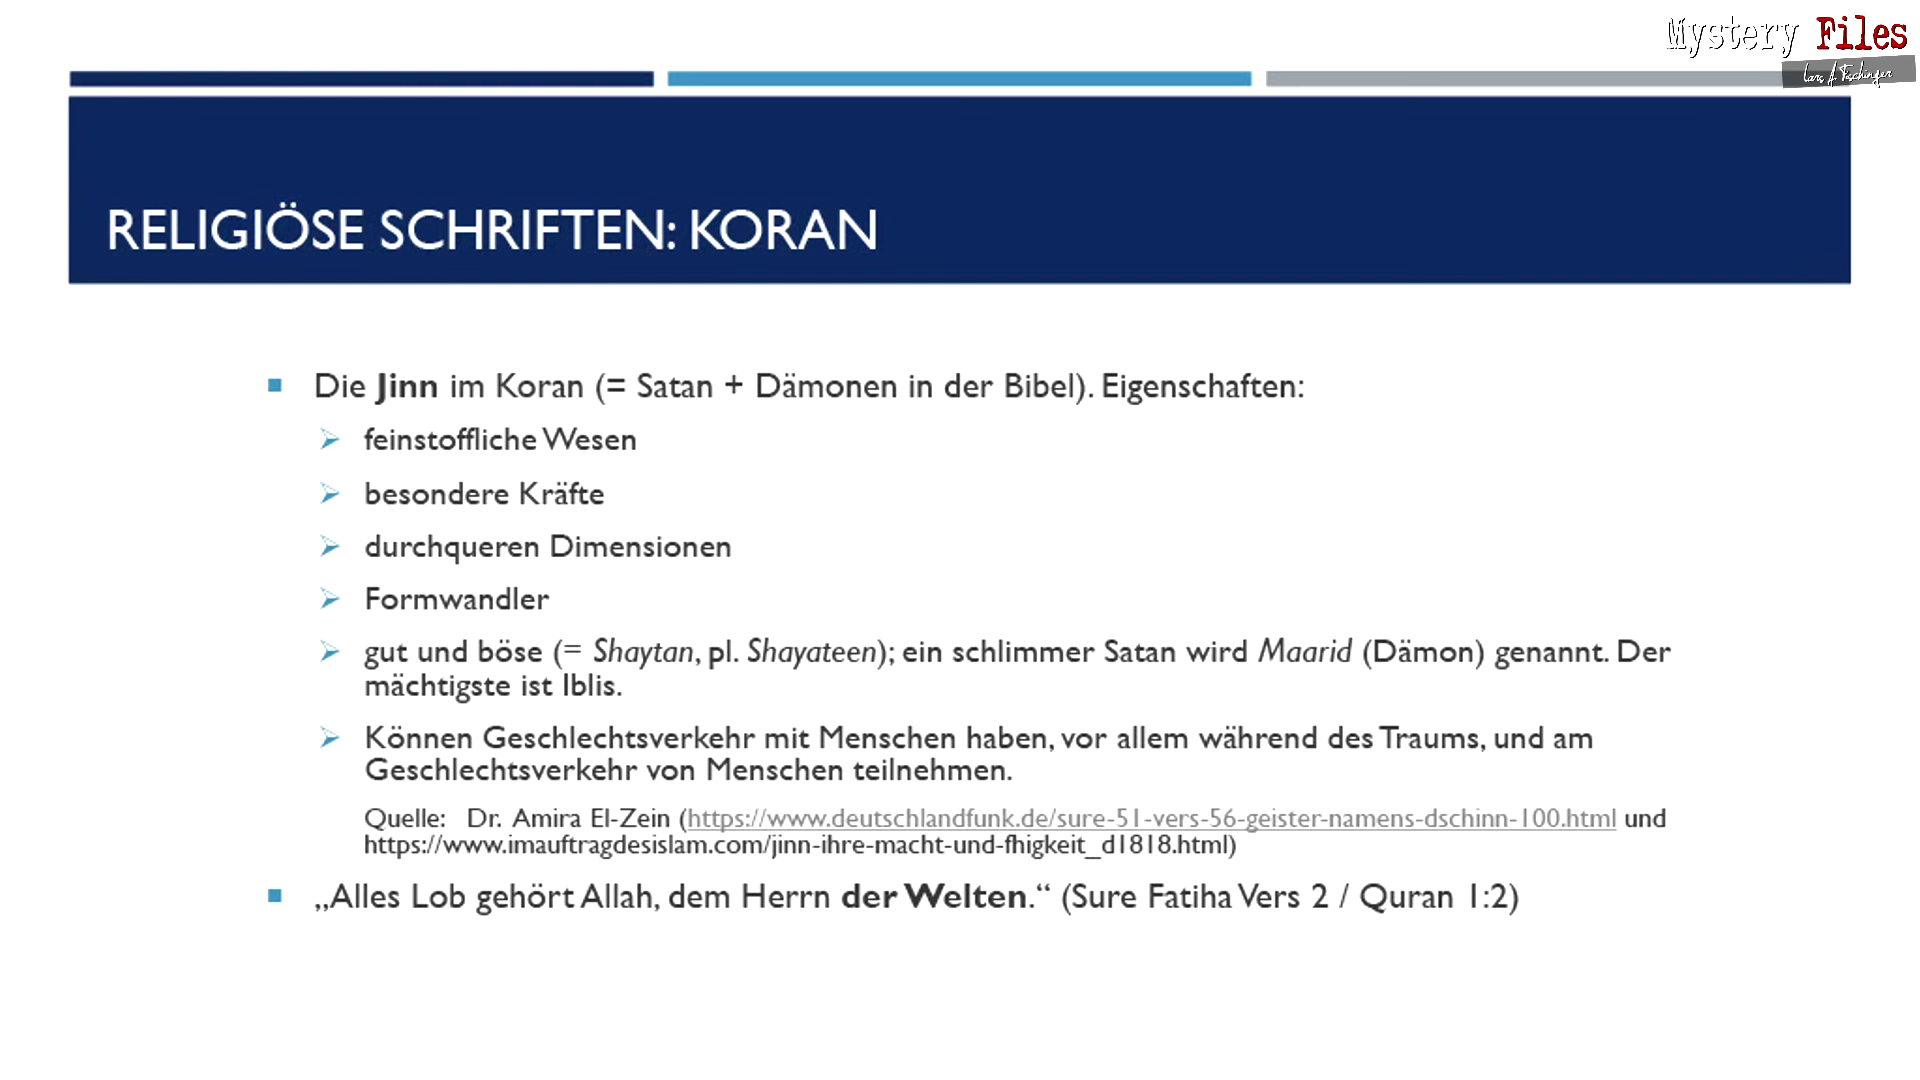 Mystery Files
Lars A. Fischinger
RELIGIÖSE SCHRIFTEN: KORAN
Die Jinn im Koran (= Satan + Dämonen in der Bibel). Eigenschaften:
feinstoffliche Wesen
besondere Kräfte
durchqueren Dimensionen
Formwandler
gut und böse (= Shaytan, pl. Shayateen); ein schlimmer Satan wird Maarid (Dämon) genannt. Der
mächtigste ist Iblis.
Können Geschlechtsverkehr mit Menschen haben, vor allem während des Traums, und am
Geschlechtsverkehr von Menschen teilnehmen.
Quelle: Dr. Amira El-Zein (https://www.deutschlandfunk.de/sure-51-vers-56-geister-namens-dschinn-100.html und
https://www.imauftragdesislam.com/jinn-ihre-macht-und-fhigkeit_d1818.html)
„Alles Lob gehört Allah, dem Herrn der Welten.“ (Sure Fatiha Vers 2 / Quran 1:2)